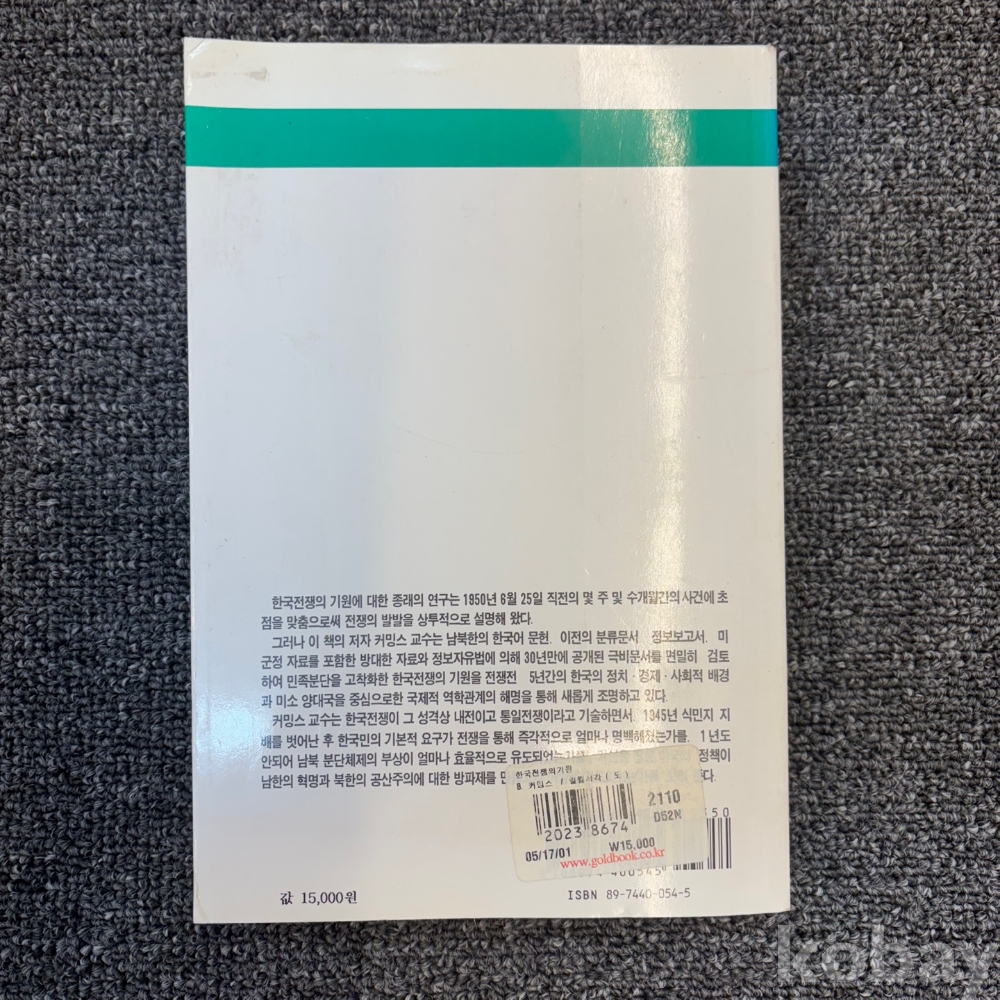 한국전쟁의 기원에 대한 종래의 연구는 1950년 6월 25일 직전의 몇 주 및 수개월간의 사건에 초
점을 맞춤으로써 전쟁의 발발을 상투적으로 설명해 왔다.
그러나 이 책의 저자 커밍스 교수는 남북한의 한국어 문헌, 이전의 분류문서 정보보고서, 미
군정 자료를 포함한 방대한 자료와 정보자유법에 의해 30년만에 공개된 극비문서를 면밀히 검토
하여 민족분단을 고착화한 한국전쟁의 기원을 전쟁전 5년간의 한국의 정치·경제·사회적 배경
과 미소 양대국을 중심으로한 국제적 역학관계의 해명을 통해 새롭게 조명하고 있다.
커밍스 교수는 한국전쟁이 그 성격상 내전이고 통일전쟁이라고 기술하면서, 1945년 식민지 지
배를 벗어난 후 한국민의 기본적 요구가 전쟁을 통해 즉각적으로 얼마나 명백해졌는가를, 1년도
안되어 남북 분단체제의 부상이 얼마나 효율적으로 유도되었는가를 정책이
남한의 혁명과 북한의 공산주의에 대한 방파제를 다.
한국전쟁의기원
B. 커밍스 /
2110
20238674
D52N
05/17/01 W15,000
www.goldbook.co.kr
값 15,000원
ISBN 89-7440-054-5
kobay